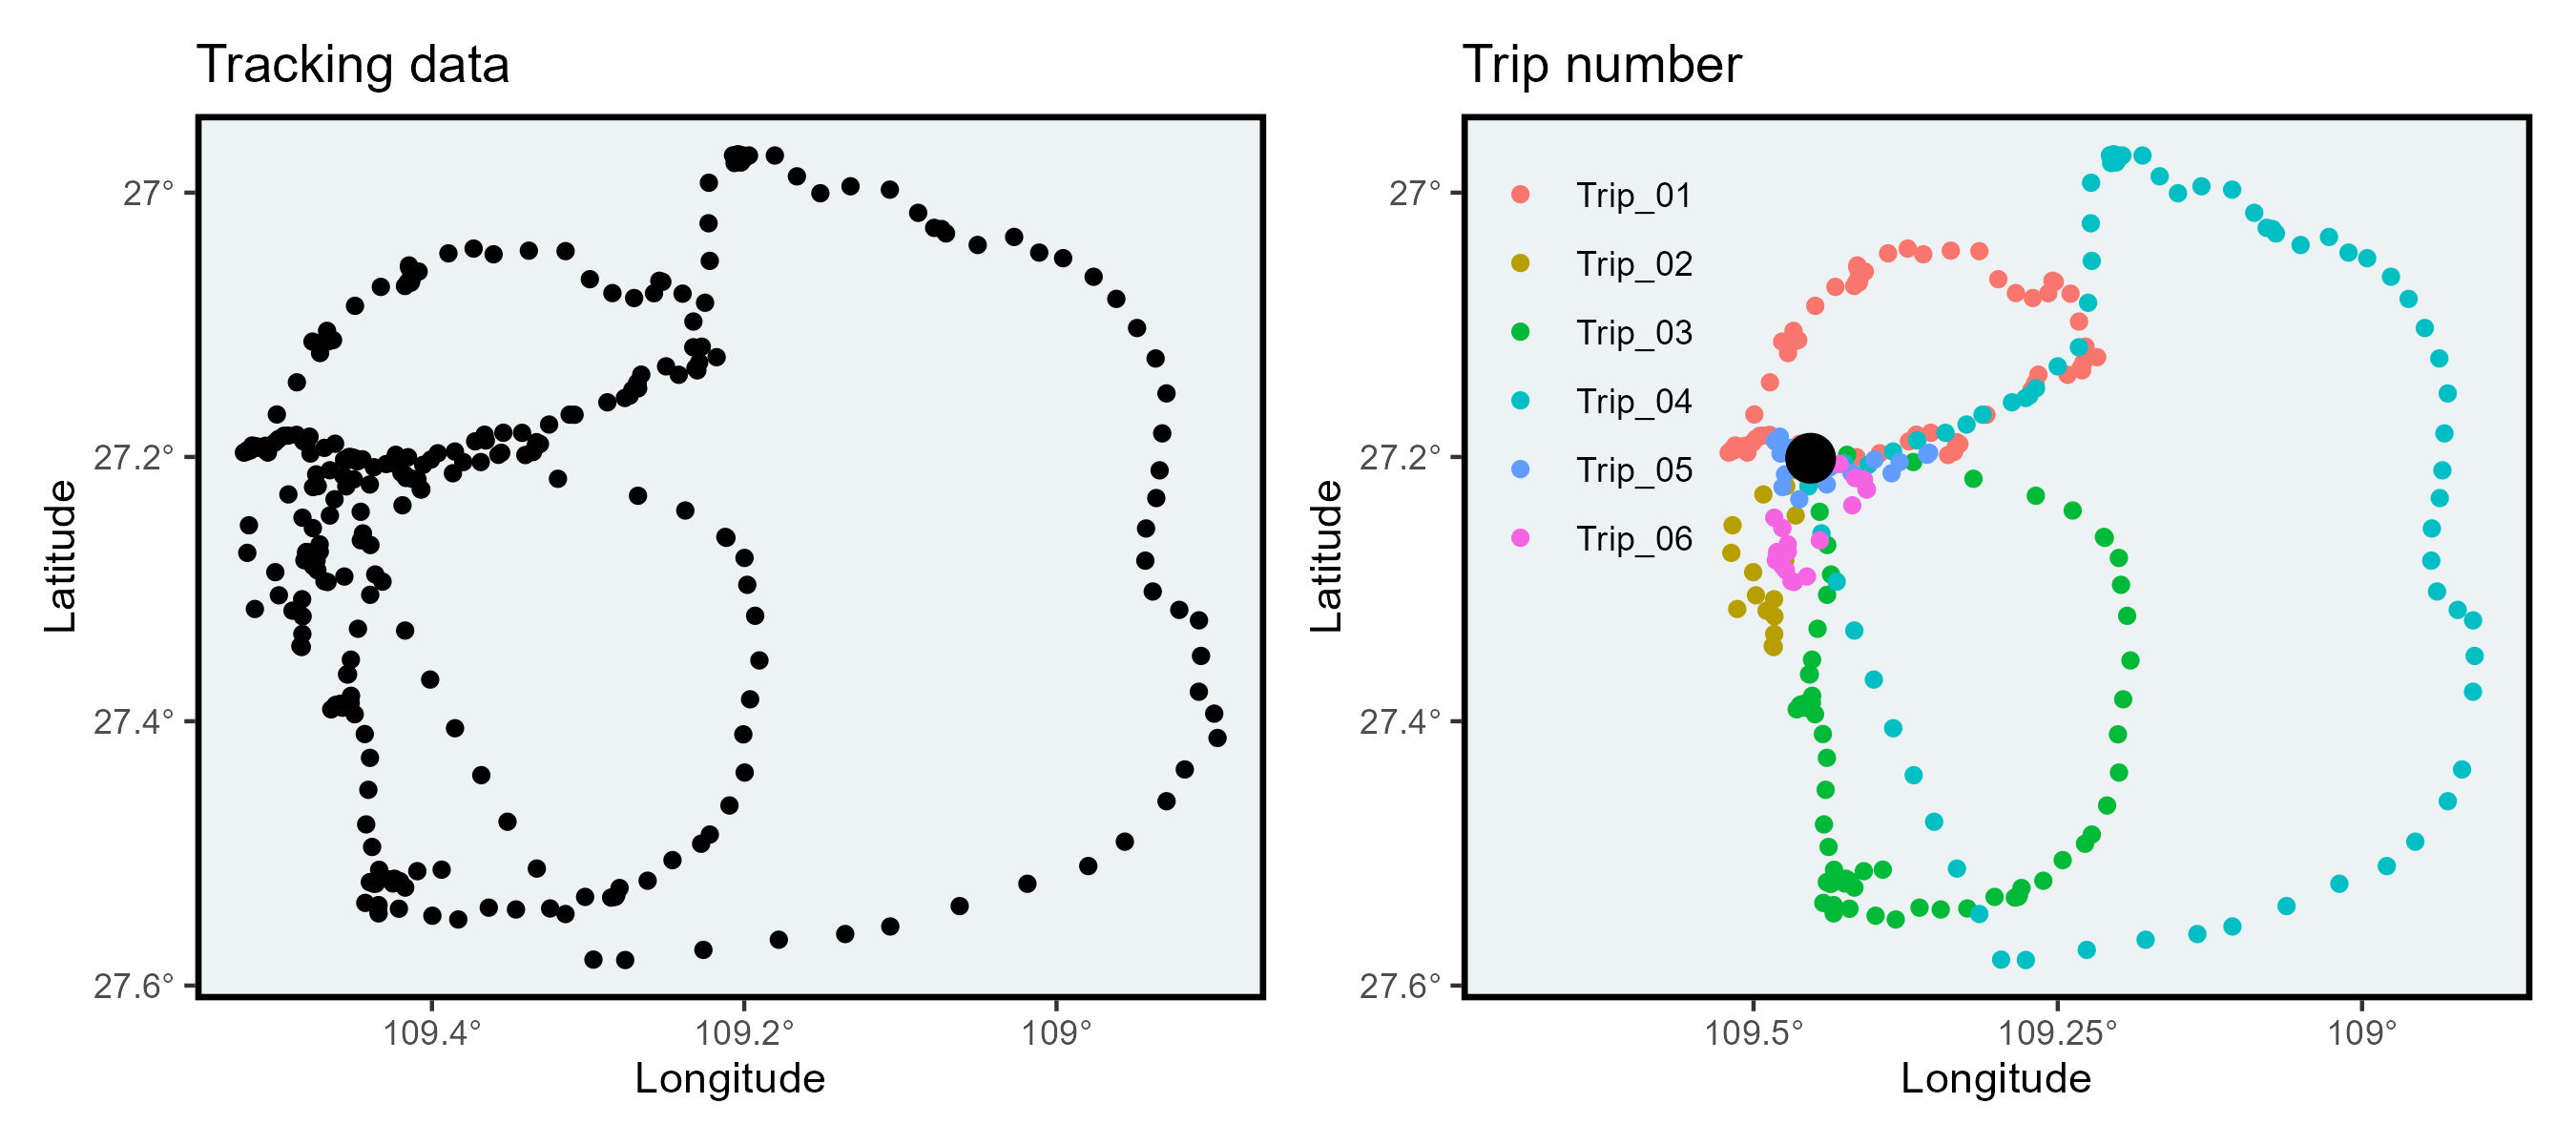 Tracking data
Latitude
27°
27.2°
27.4°
27.6°
109.4°
109.2°
109°
Longitude
Trip number
Trip_01
Trip_02
Trip_03
Trip_04
Trip_05
Trip_06
Latitude
27°
27.2°
27.4°
27.6°
109.5°
109.25°
109°
Longitude